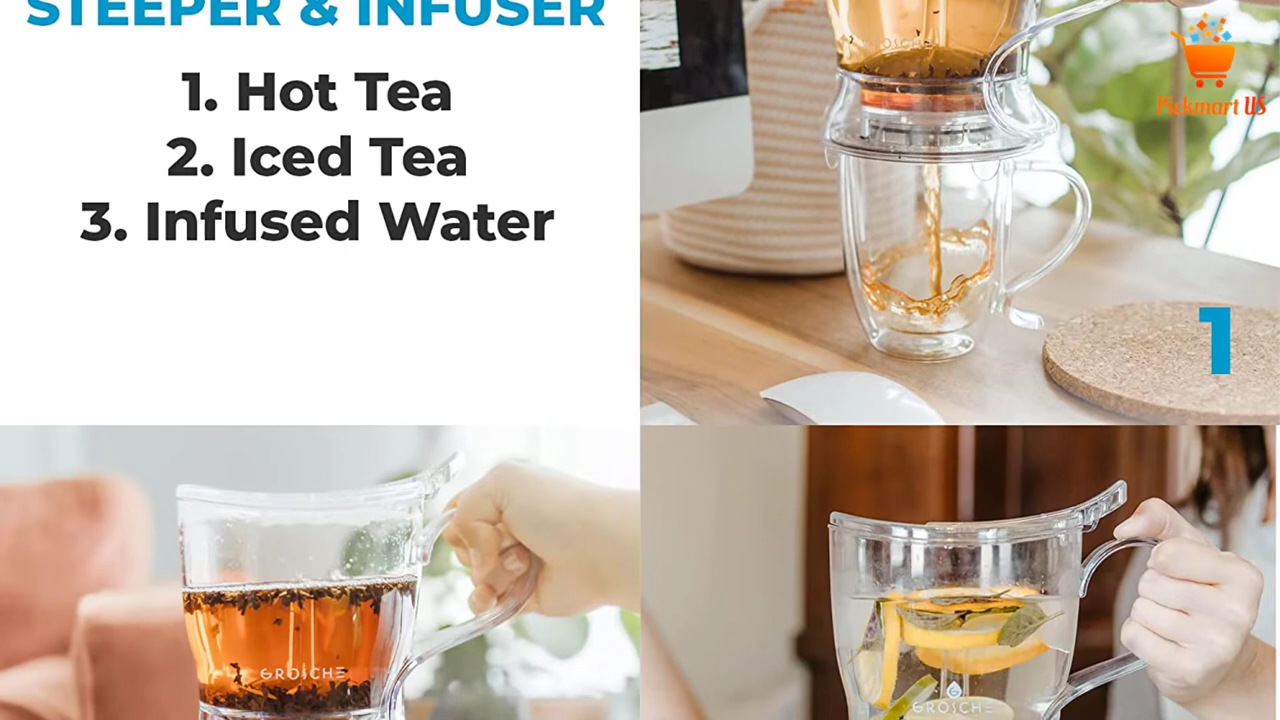 STEEPER & INFUSER
1. Hot Tea
2. Iced Tea
3. Infused Water
GROSCHE
Pickmart US
1
GROSCHE
GROSCHE